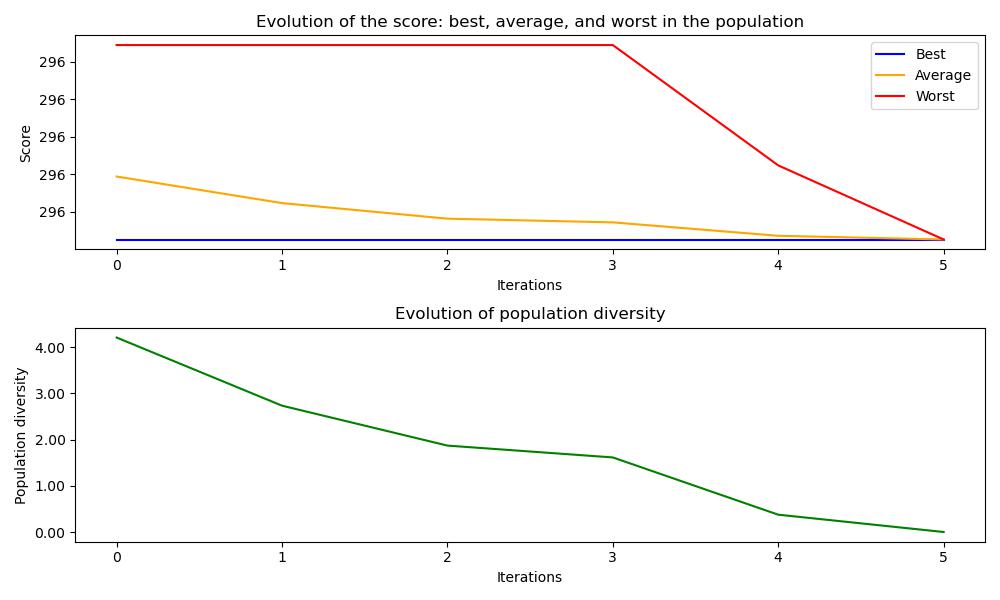 Evolution of the score: best, average, and worst in the population
Score
296
296
296
296
296
Best
Average
Worst
0 1 2 3 4 5
Iterations
Evolution of population diversity
Population diversity
4.00
3.00
2.00
1.00
0.00
0 1 2 3 4 5
Iterations